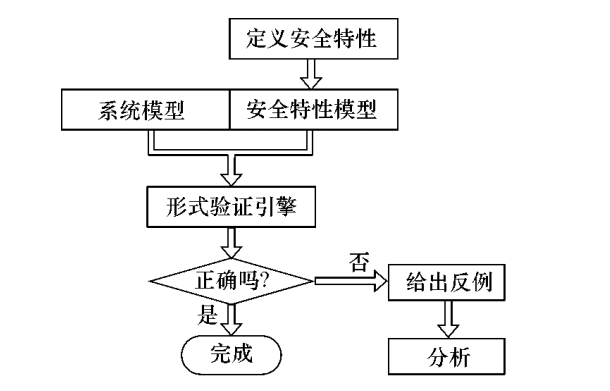 定义安全特性
系统模型
安全特性模型
形式验证引擎
正确吗?
否
给出反例
是
完成
分析